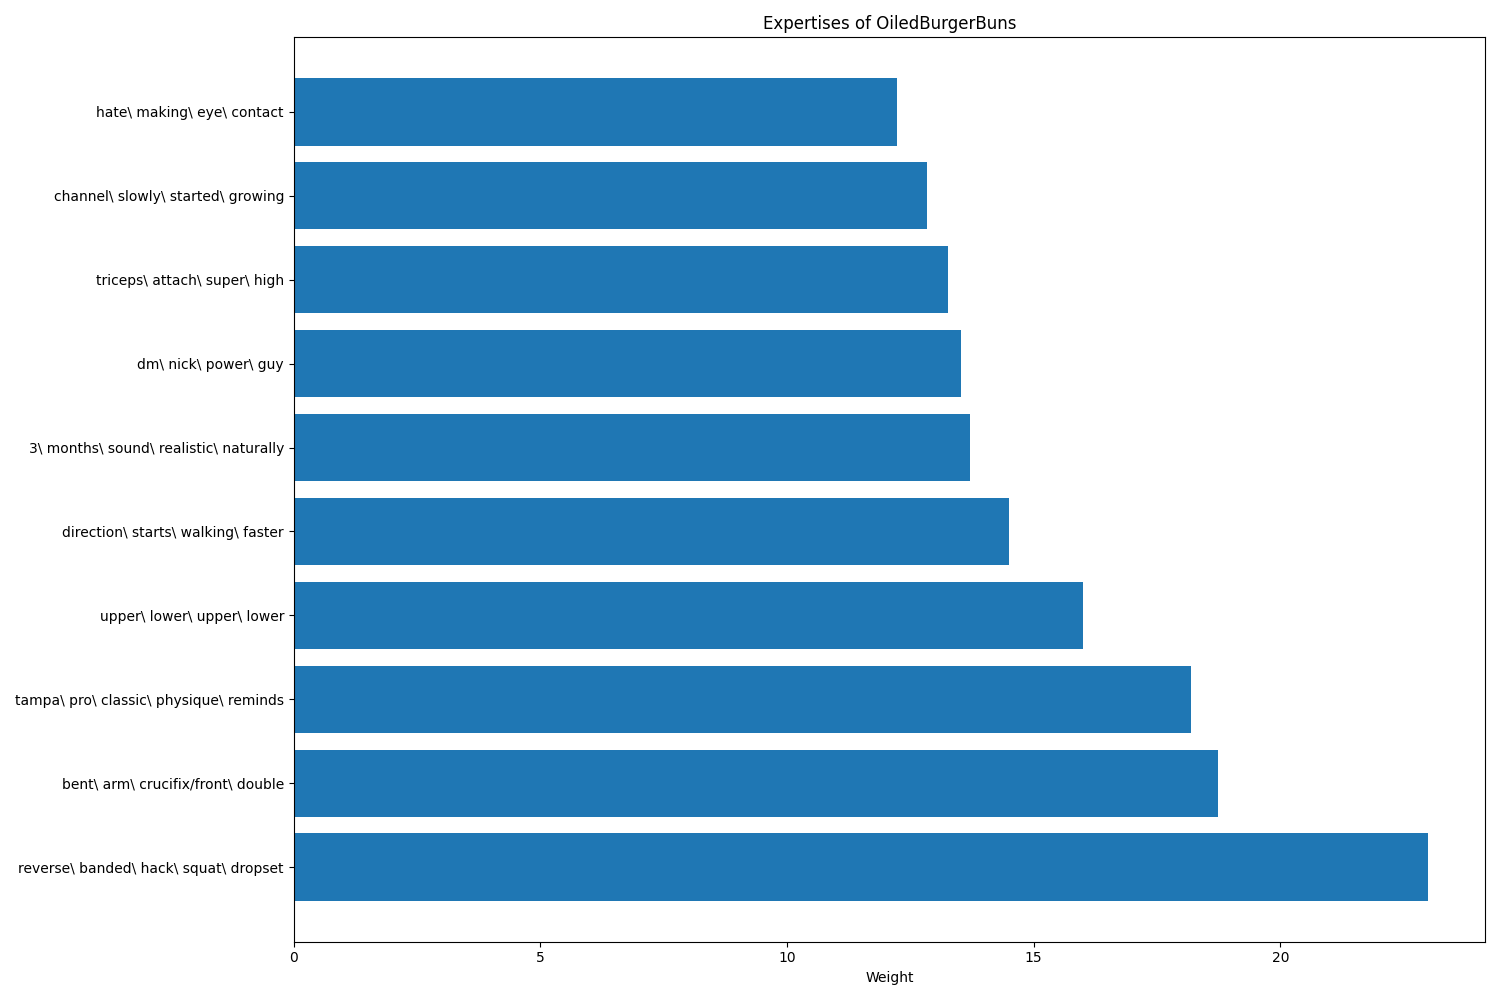 Expertises of OiledBurgerBuns
hate\ making\ eye\ contact
channel\ slowly\ started\ growing
triceps\ attach\ super\ high
dm\ nick\ power\ guy
3\ months\ sound\ realistic\ naturally
direction\ starts\ walking\ faster
upper\ lower\ upper\ lower
tampa\ pro\ classic\ physique\ reminds
bent\ arm\ crucifix/front\ double
reverse\ banded\ hack\ squat\ dropset
0 5 10 15 20
Weight